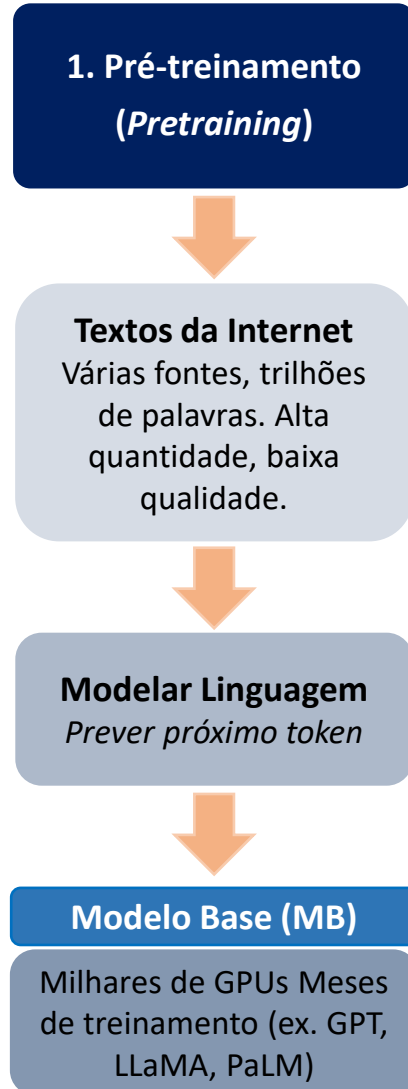 1. Pré-treinamento
(Pretraining)
Textos da Internet
Várias fontes, trilhões
de palavras. Alta
quantidade, baixa
qualidade.
Modelar Linguagem
Prever próximo token
Modelo Base (MB)
Milhares de GPUs Meses
de treinamento (ex. GPT,
LLaMA, PaLM)